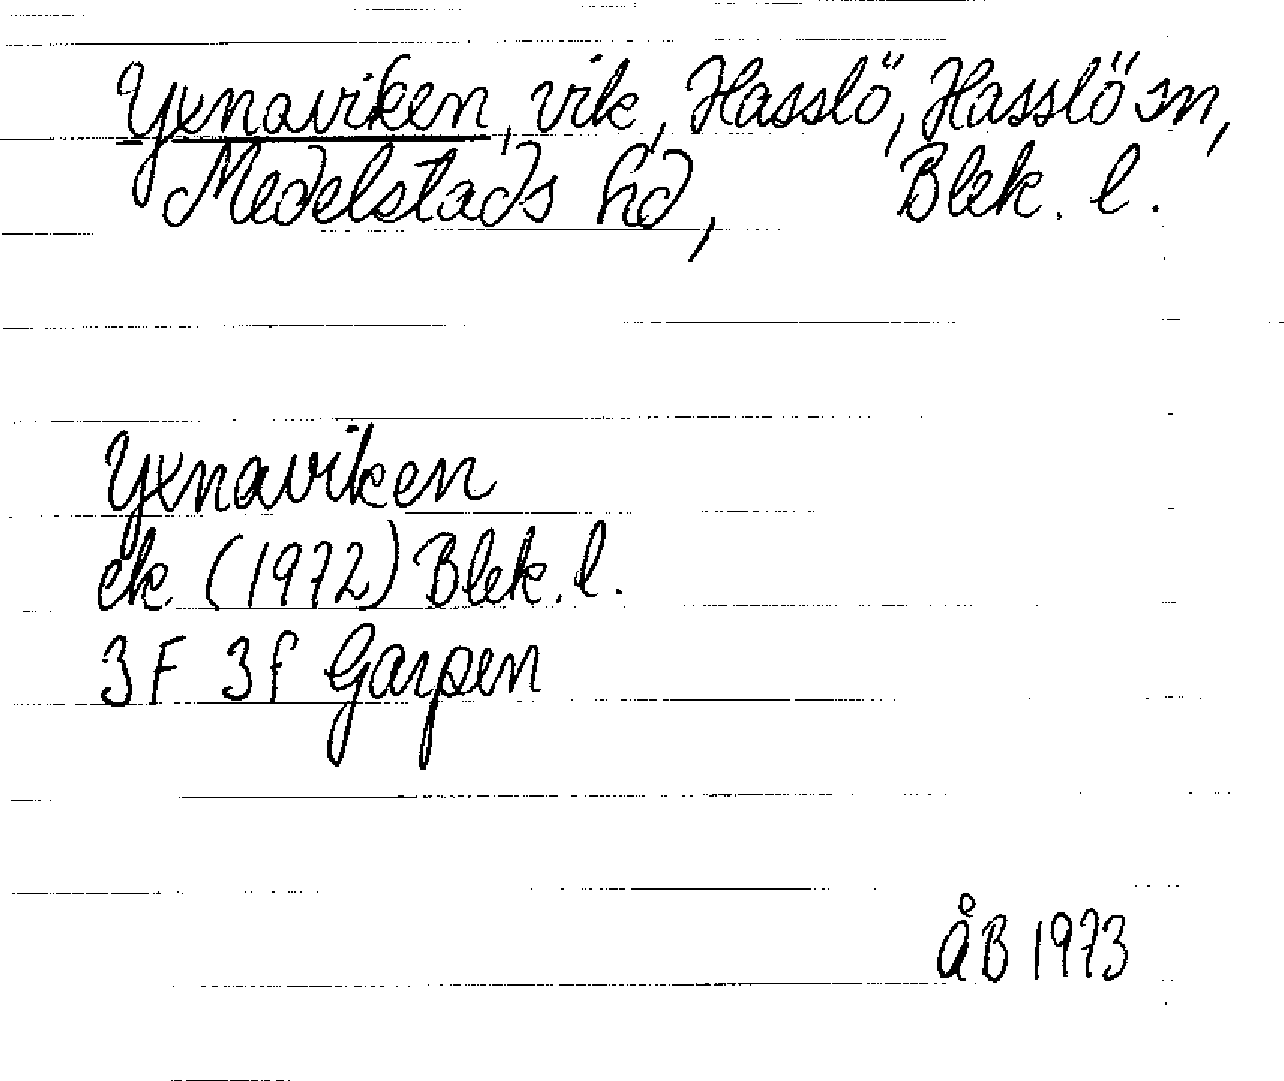 Yxnaviken, vik, Hasslö, Hasslö sn,
Medelstads hd, Blek. l.
Yxnaviken
ek (1972) Blek. l.
3F 3f Garpen
åB 1973